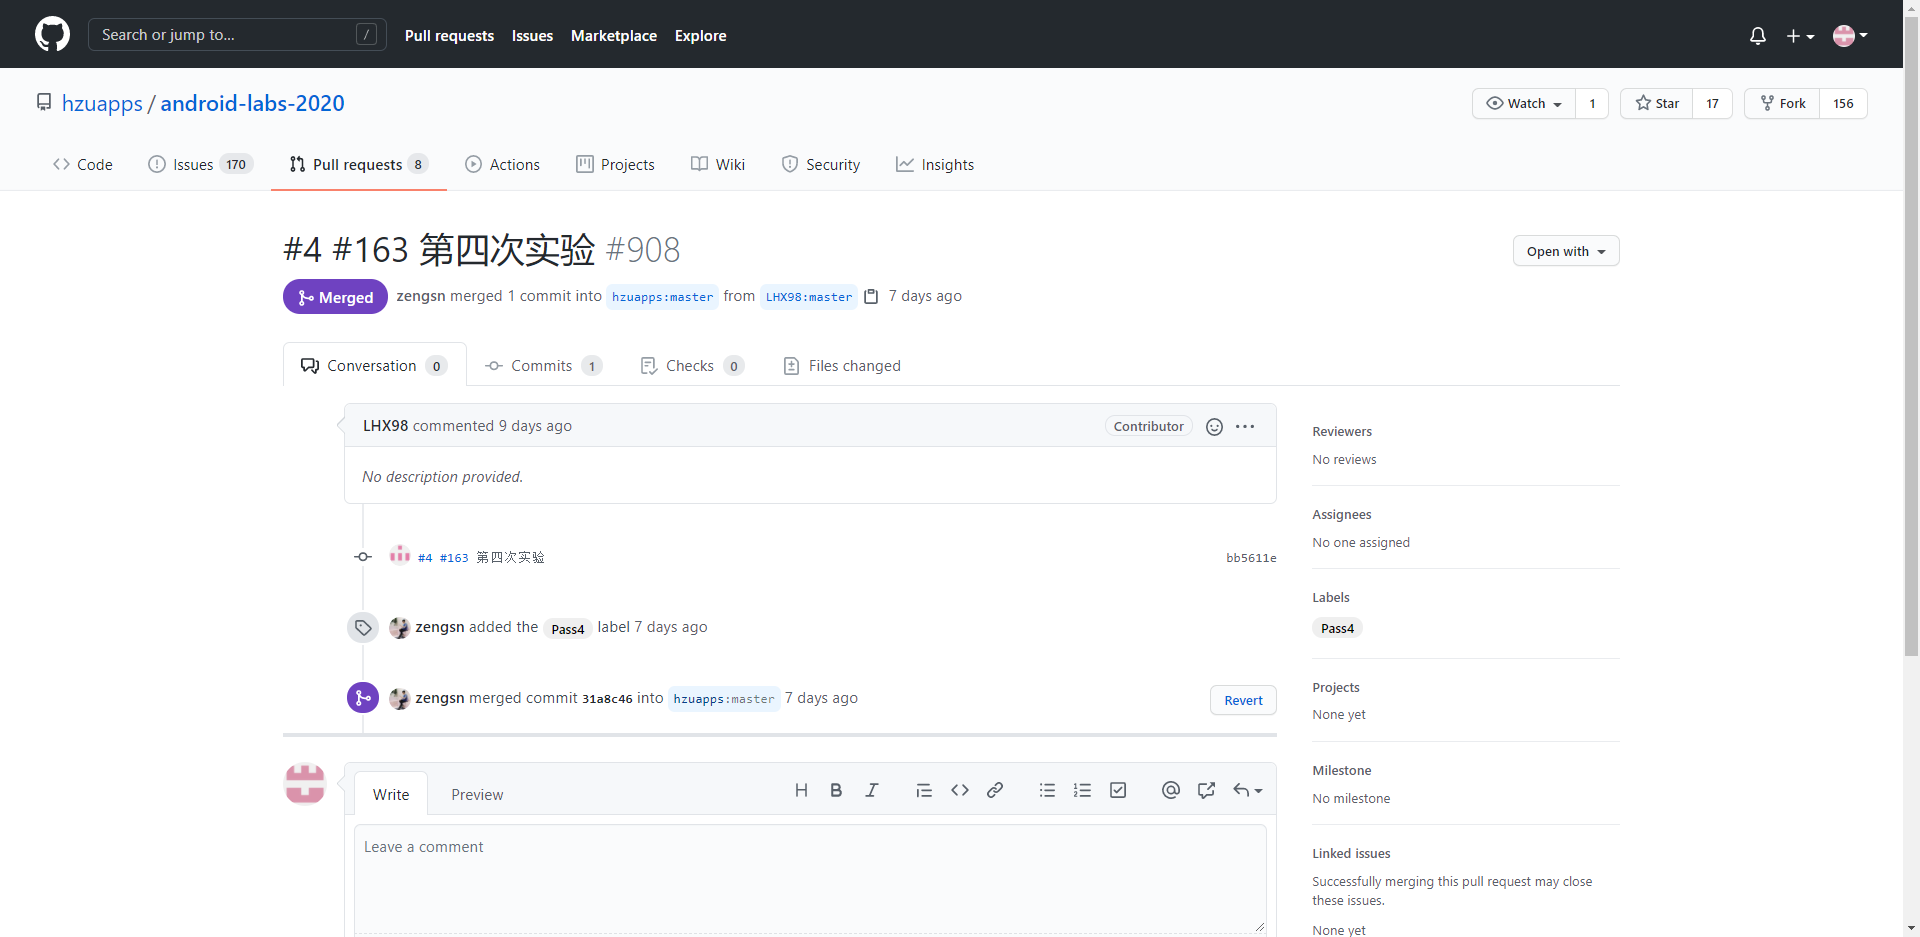 Search or jump to... / Pull requests Issues Marketplace Explore
hzuapps / android-labs-2020 Watch 1 Star 17 Fork 156
Code Issues 170 Pull requests 8 Actions Projects Wiki Security Insights
#4 #163 第四次实验 #908
Open with
Merged zengsn merged 1 commit into hzuapps:master from LHX98:master 7 days ago
Conversation 0 Commits 1 Checks 0 Files changed
LHX98 commented 9 days ago Contributor
No description provided.
#4 #163 第四次实验 bb5611e
zengsn added the Pass4 label 7 days ago
zengsn merged commit 31a8c46 into hzuapps:master 7 days ago Revert
Write Preview
Leave a comment
Reviewers
No reviews
Assignees
No one assigned
Labels
Pass4
Projects
None yet
Milestone
No milestone
Linked issues
Successfully merging this pull request may close
these issues.
None yet